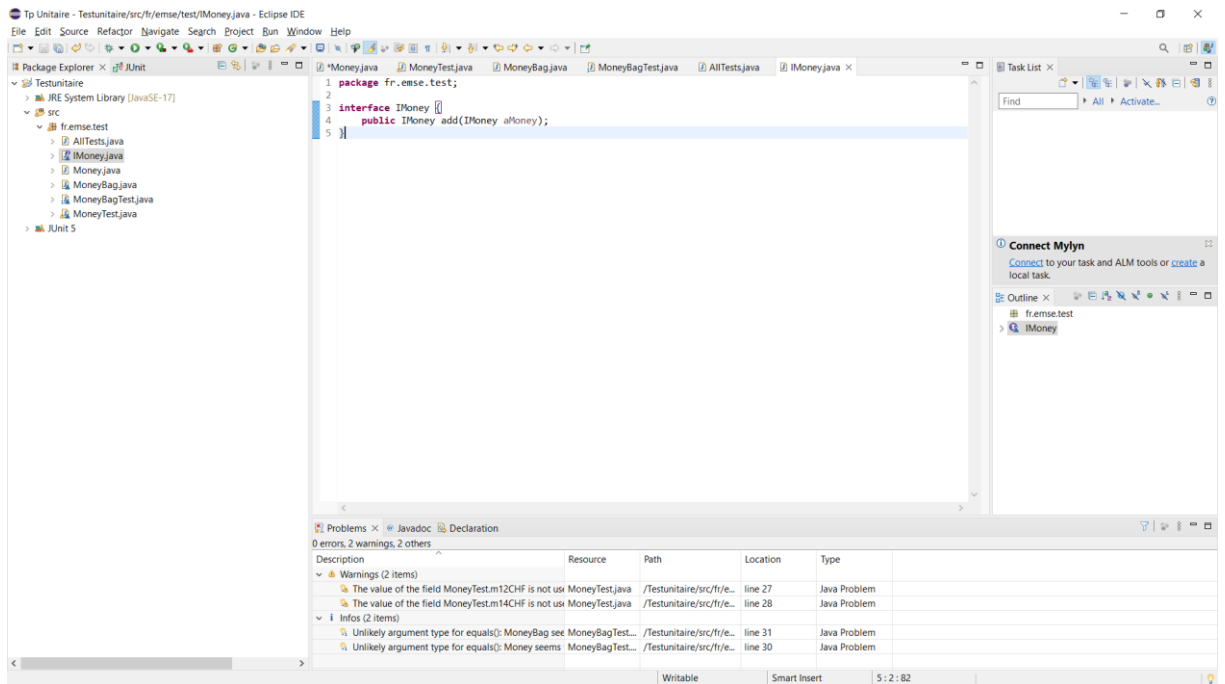 Tp Unitaire - Testunitaire/src/fr/emse/test/IMoney.java - Eclipse IDE
File Edit Source Refactor Navigate Search Project Run Window Help
Package Explorer
JUnit
Testunitaire
JRE System Library [JavaSE-17]
src
fr.emse.test
AllTests.java
IMoney.java
Money.java
MoneyBag.java
MoneyBagTest.java
MoneyTest.java
JUnit 5
*Money.java MoneyTest.java MoneyBag.java MoneyBagTest.java AllTests.java IMoney.java
1 package fr.emse.test;
2
3 interface IMoney {
4 public IMoney add(IMoney aMoney);
5 }
Task List
Find All Activate...
Connect Mylyn
Connect to your task and ALM tools or create a
local task.
Outline
fr.emse.test
IMoney
Problems Javadoc Declaration
0 errors, 2 warnings, 2 others
Description Resource Path Location Type
Warnings (2 items)
The value of the field MoneyTest.m12CHF is not use MoneyTest.java /Testunitaire/src/fr/e... line 27 Java Problem
The value of the field MoneyTest.m14CHF is not use MoneyTest.java /Testunitaire/src/fr/e... line 28 Java Problem
Infos (2 items)
Unlikely argument type for equals(): MoneyBag see MoneyBagTest.... /Testunitaire/src/fr/e... line 31 Java Problem
Unlikely argument type for equals(): Money seems MoneyBagTest.... /Testunitaire/src/fr/e... line 30 Java Problem
Writable Smart Insert 5 : 2 : 82